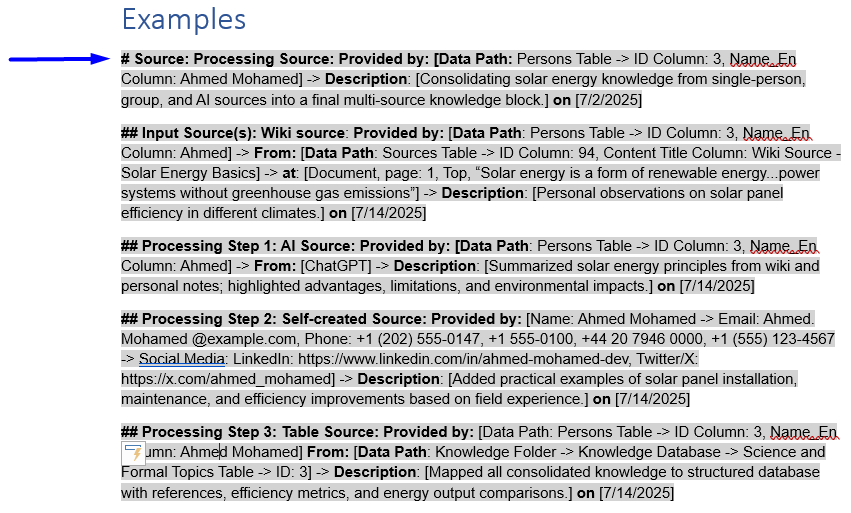 Examples
# Source: Processing Source: Provided by: [Data Path: Persons Table -> ID Column: 3, Name_En
Column: Ahmed Mohamed] -> Description: [Consolidating solar energy knowledge from single-person,
group, and AI sources into a final multi-source knowledge block.] on [7/2/2025]
## Input Source(s): Wiki source: Provided by: [Data Path: Persons Table -> ID Column: 3, Name_En
Column: Ahmed] -> From: [Data Path: Sources Table -> ID Column: 94, Content Title Column: Wiki Source -
Solar Energy Basics] -> at: [Document, page: 1, Top, “Solar energy is a form of renewable energy...power
systems without greenhouse gas emissions”] -> Description: [Personal observations on solar panel
efficiency in different climates.] on [7/14/2025]
## Processing Step 1: AI Source: Provided by: [Data Path: Persons Table -> ID Column: 3, Name_En
Column: Ahmed] -> From: [ChatGPT] -> Description: [Summarized solar energy principles from wiki and
personal notes; highlighted advantages, limitations, and environmental impacts.] on [7/14/2025]
## Processing Step 2: Self-created Source: Provided by: [Name: Ahmed Mohamed -> Email: Ahmed.
Mohamed @example.com, Phone: +1 (202) 555-0147, +1 555-0100, +44 20 7946 0000, +1 (555) 123-4567
-> Social Media: LinkedIn: https://www.linkedin.com/in/ahmed-mohamed-dev, Twitter/X:
https://x.com/ahmed_mohamed] -> Description: [Added practical examples of solar panel installation,
maintenance, and efficiency improvements based on field experience.] on [7/14/2025]
## Processing Step 3: Table Source: Provided by: [Data Path: Persons Table -> ID Column: 3, Name_En
umn: Ahmed Mohamed] From: [Data Path: Knowledge Folder -> Knowledge Database -> Science and
Formal Topics Table -> ID: 3] -> Description: [Mapped all consolidated knowledge to structured database
with references, efficiency metrics, and energy output comparisons.] on [7/14/2025]